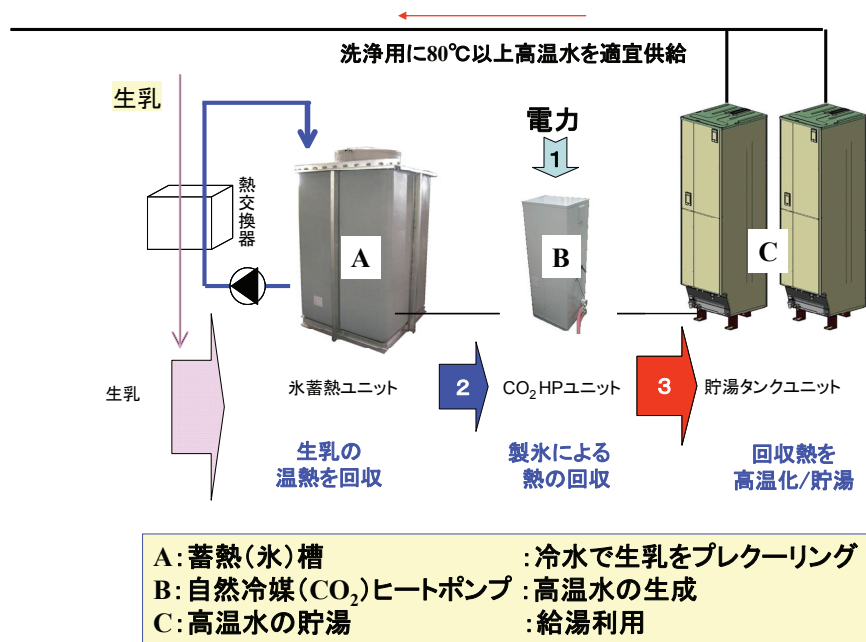 洗浄用に80℃以上高温水を適宜供給
生乳
熱交換器
電力
1
A
B
C
生乳
氷蓄熱ユニット
2
CO₂HPユニット
3
貯湯タンクユニット
生乳の
温熱を回収
製氷による
熱の回収
回収熱を
高温化/貯湯
A:蓄熱(氷)槽 :冷水で生乳をプレクーリング
B:自然冷媒(CO₂)ヒートポンプ :高温水の生成
C:高温水の貯湯 :給湯利用